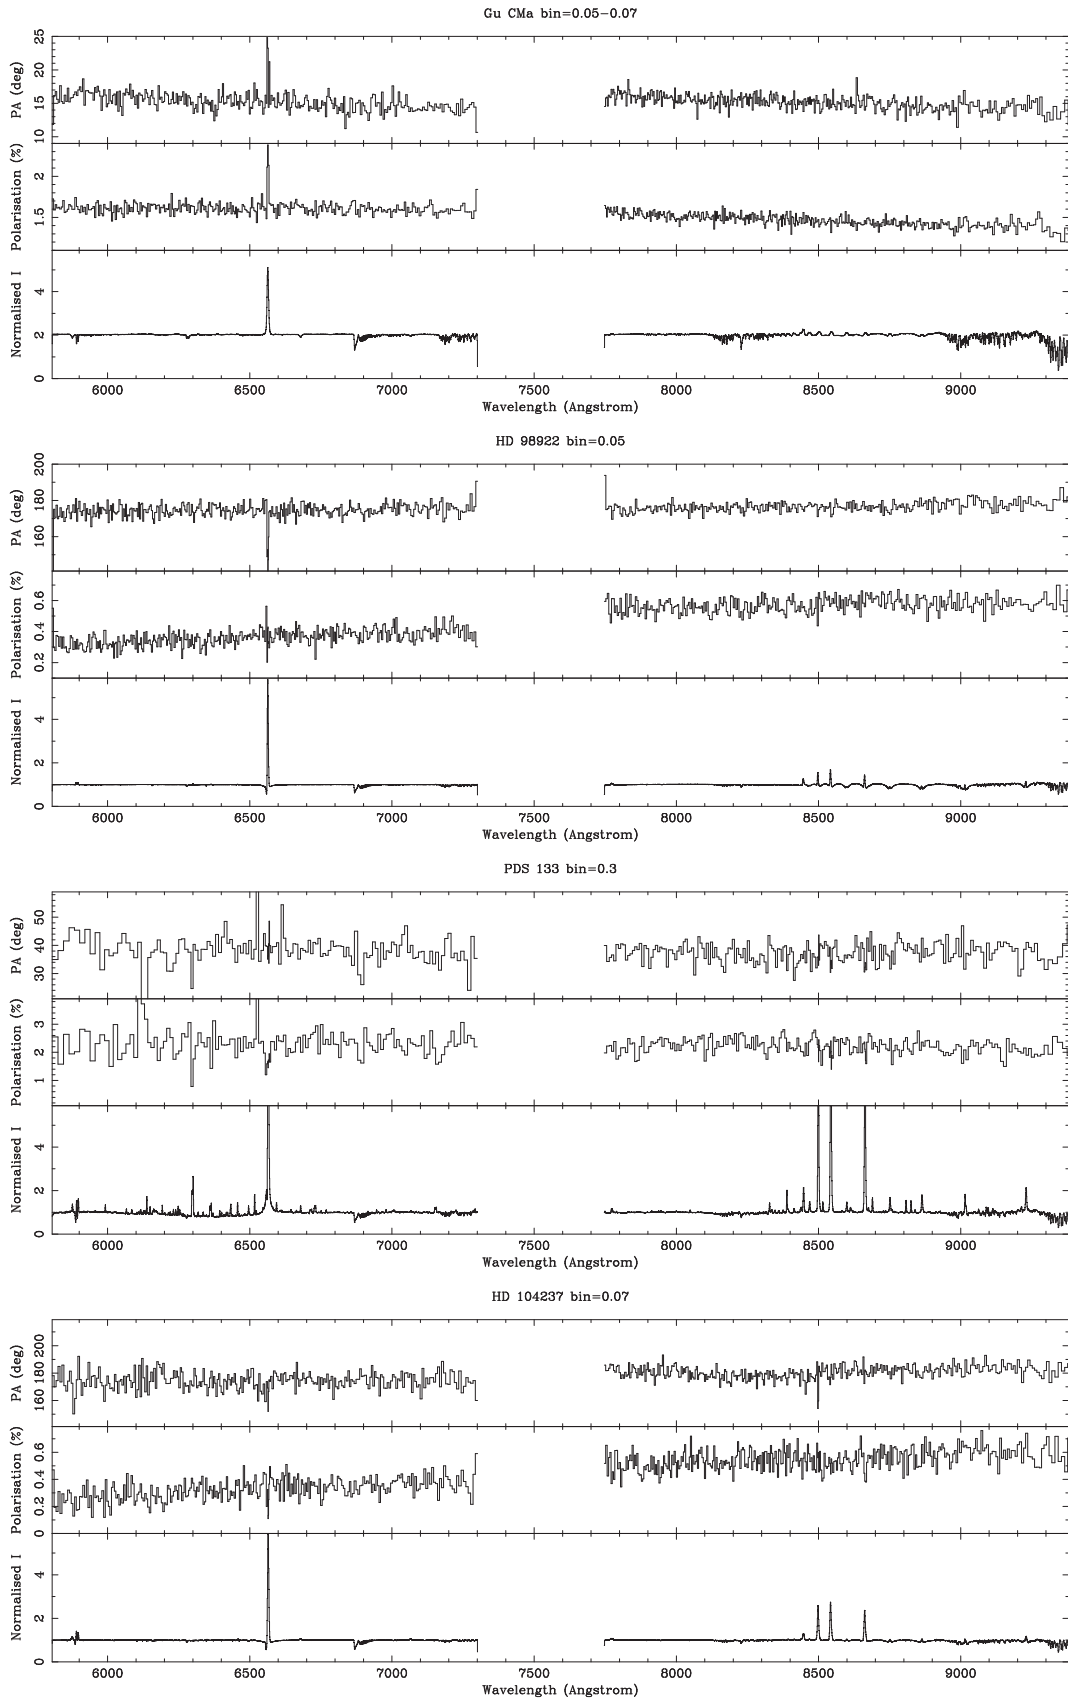 Gu CMa bin=0.05-0.07
PA (deg)
10 15 20 25
Polarisation (%)
1.5 2
Normalised I
0 2 4
6000 6500 7000 7500 8000 8500 9000
Wavelength (Angstrom)
HD 98922 bin=0.05
PA (deg)
160 180 200
Polarisation (%)
0.2 0.4 0.6
Normalised I
0 2 4
6000 6500 7000 7500 8000 8500 9000
Wavelength (Angstrom)
PDS 133 bin=0.3
PA (deg)
30 40 50
Polarisation (%)
1 2 3
Normalised I
0 2 4
6000 6500 7000 7500 8000 8500 9000
Wavelength (Angstrom)
HD 104237 bin=0.07
PA (deg)
160 180 200
Polarisation (%)
0 0.2 0.4 0.6
Normalised I
0 2 4
6000 6500 7000 7500 8000 8500 9000
Wavelength (Angstrom)